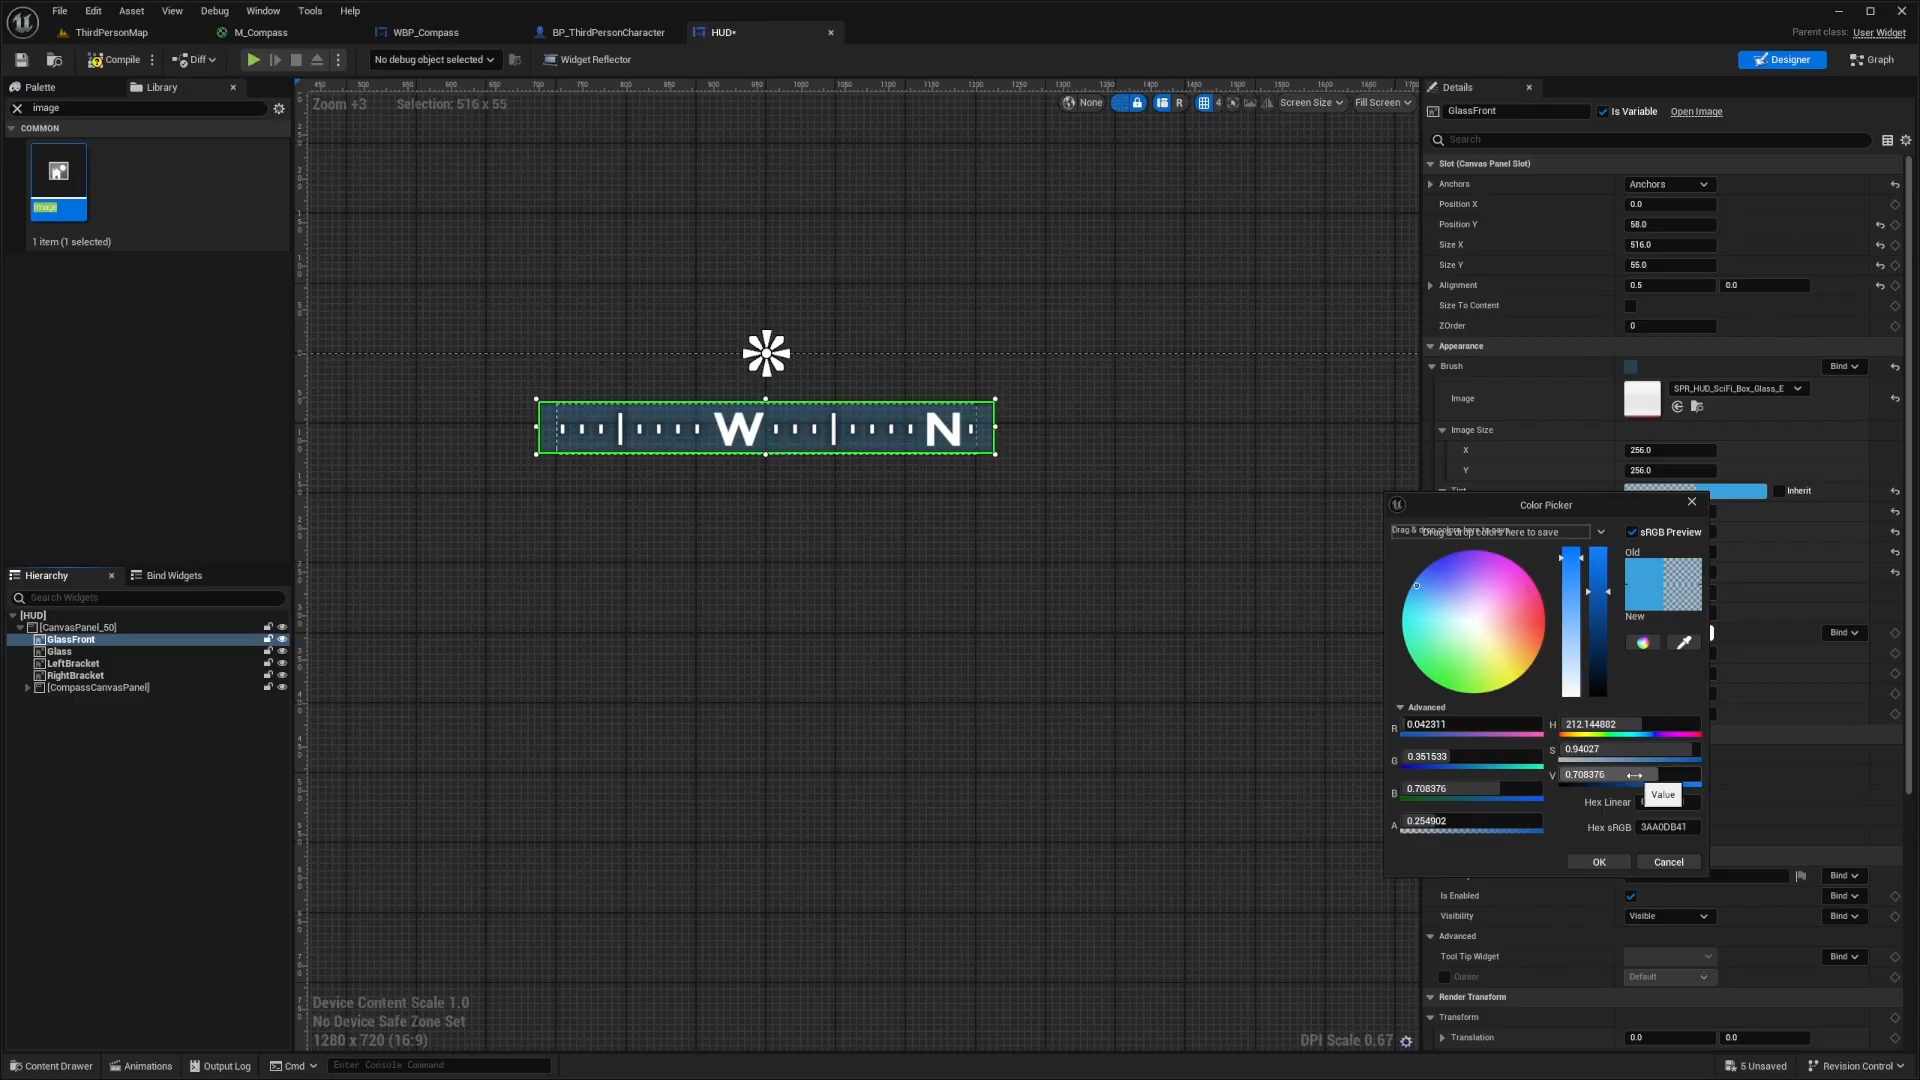 File Edit Asset View Debug Window Tools Help
ThirdPersonMap M_Compass WBP_Compass BP_ThirdPersonCharacter HUD*
Parent class: User Widget
Compile Diff No debug object selected Widget Reflector Designer Graph
Palette Library
image
COMMON
Image
1 item (1 selected)
Zoom +3 Selection: 516 x 55
None R 4 Screen Size Fill Screen
W N
Device Content Scale 1.0
No Device Safe Zone Set
1280 x 720 (16:9)
DPI Scale 0.67
Hierarchy Bind Widgets
Search Widgets
[HUD]
[CanvasPanel_50]
GlassFront
Glass
LeftBracket
RightBracket
[CompassCanvasPanel]
Details
GlassFront Is Variable Open Image
Search
Slot (Canvas Panel Slot)
Anchors Anchors
Position X 0.0
Position Y 58.0
Size X 516.0
Size Y 55.0
Alignment 0.5 0.0
Size To Content
ZOrder 0
Appearance
Brush Bind
Image SPR_HUD_SciFi_Box_Glass_E
Image Size
X 256.0
Y 256.0
Tint Inherit
Bind
Color Picker
Drag & drop colors here to save
sRGB Preview
Old
New
Advanced
R 0.042311 H 212.144882
G 0.351533 S 0.94027
B 0.708376 V 0.708376
A 0.254902
Value
Hex Linear
Hex sRGB 3AA0DB41
OK Cancel
Bind
Is Enabled Bind
Visibility Visible Bind
Advanced
Tool Tip Widget Bind
Cursor Default
Render Transform
Transform
Translation 0.0 0.0
Content Drawer Animations Output Log Cmd Enter Console Command
5 Unsaved Revision Control